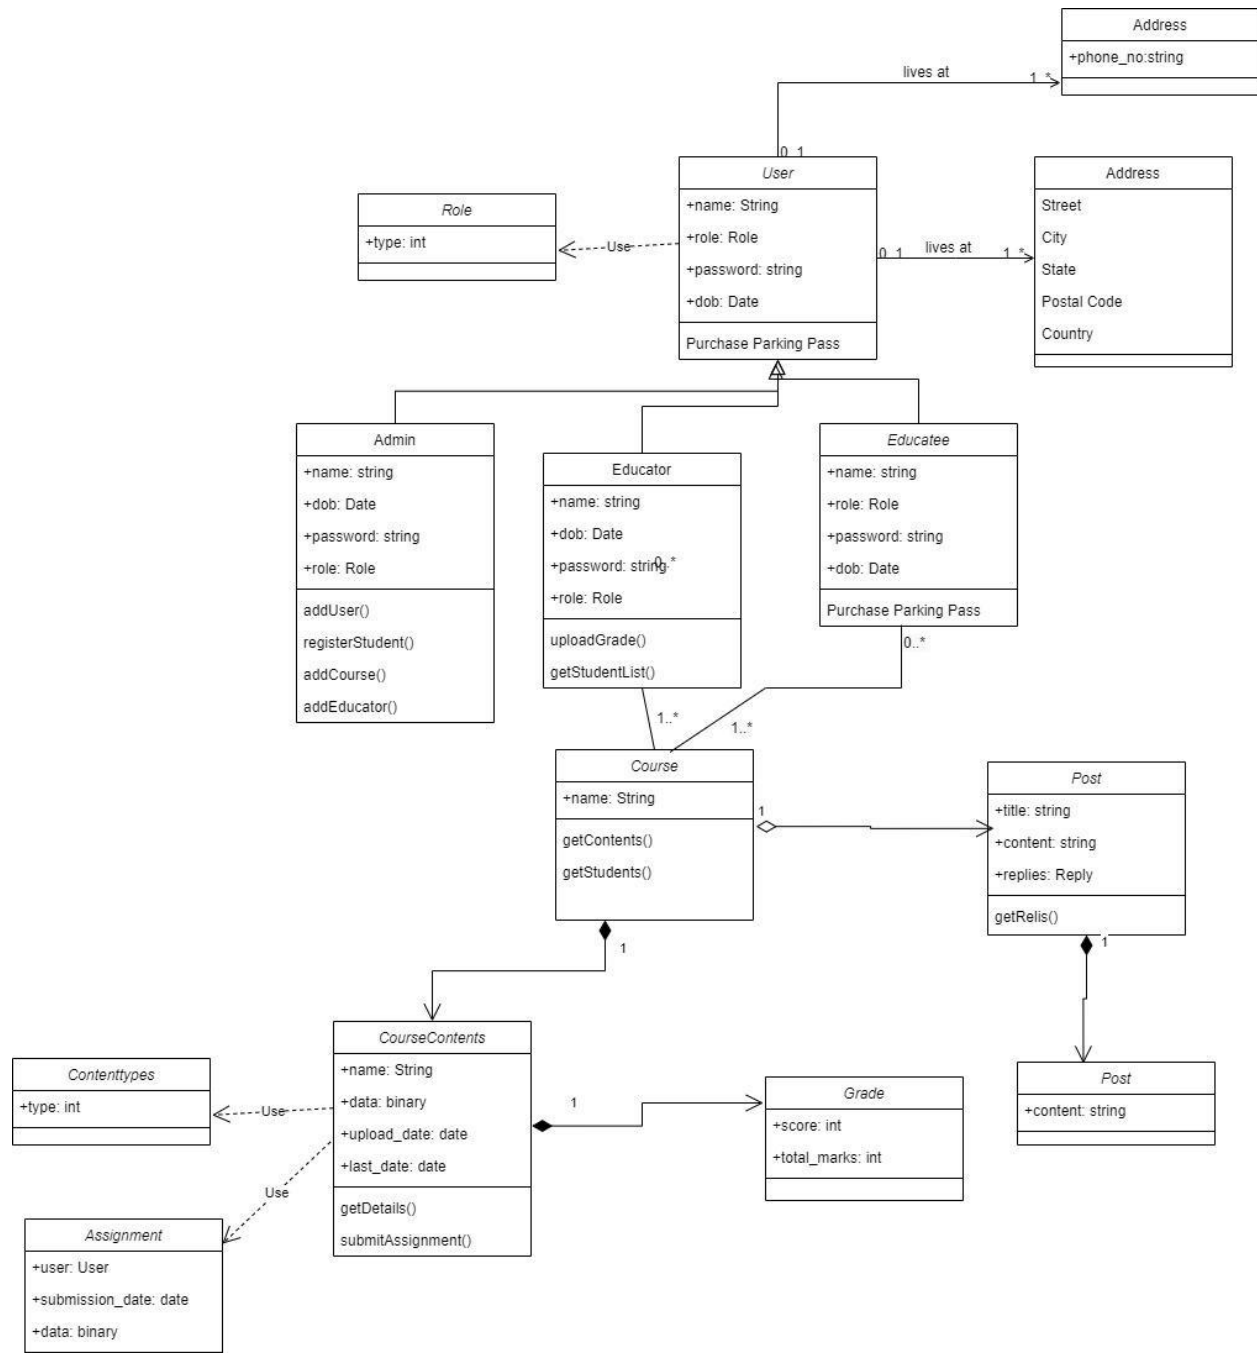 Address
+phone_no:string
lives at
1..*
0..1
User
+name: String
+role: Role
+password: string
+dob: Date
Purchase Parking Pass
Role
+type: int
Use
0..1
lives at
1..*
Address
Street
City
State
Postal Code
Country
Admin
+name: string
+dob: Date
+password: string
+role: Role
addUser()
registerStudent()
addCourse()
addEducator()
Educator
+name: string
+dob: Date
+password: string
0..*
+role: Role
uploadGrade()
getStudentList()
Educatee
+name: string
+role: Role
+password: string
+dob: Date
Purchase Parking Pass
0..*
1..*
1..*
Course
+name: String
getContents()
getStudents()
1
1
Post
+title: string
+content: string
+replies: Reply
getRelis()
1
Post
+content: string
CourseContents
+name: String
+data: binary
+upload_date: date
+last_date: date
getDetails()
submitAssignment()
Contenttypes
+type: int
Use
Use
1
Grade
+score: int
+total_marks: int
Assignment
+user: User
+submission_date: date
+data: binary